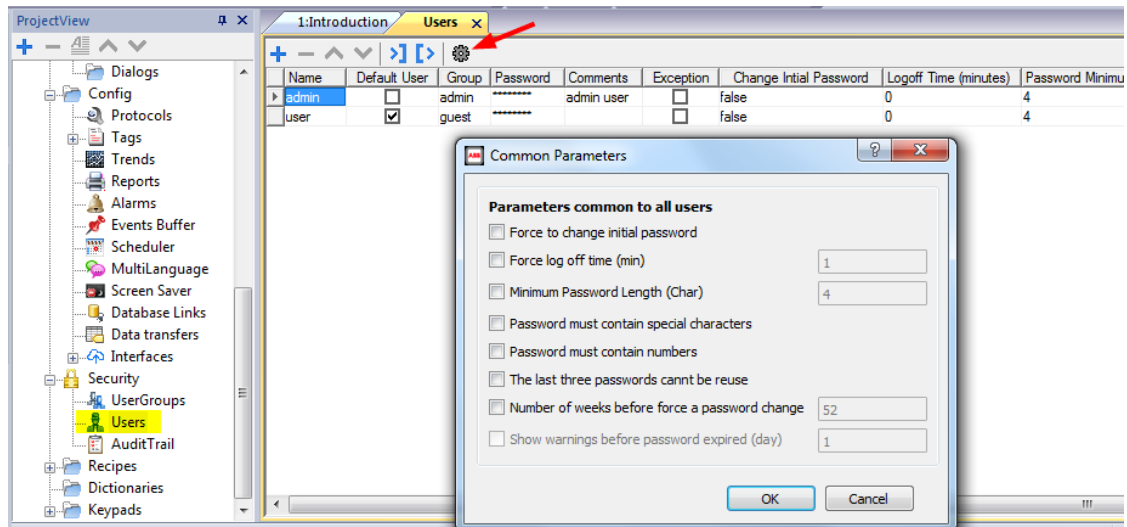 ProjectView
Dialogs
Config
Protocols
Tags
Trends
Reports
Alarms
Events Buffer
Scheduler
MultiLanguage
Screen Saver
Database Links
Data transfers
Interfaces
Security
UserGroups
Users
AuditTrail
Recipes
Dictionaries
Keypads
1:Introduction Users
Name Default User Group Password Comments Exception Change Intial Password Logoff Time (minutes) Password Minimu
admin admin ******** admin user false 0 4
user guest ******** false 0 4
ABB Common Parameters
Parameters common to all users
Force to change initial password
Force log off time (min) 1
Minimum Password Length (Char) 4
Password must contain special characters
Password must contain numbers
The last three passwords cannt be reuse
Number of weeks before force a password change 52
Show warnings before password expired (day) 1
OK Cancel